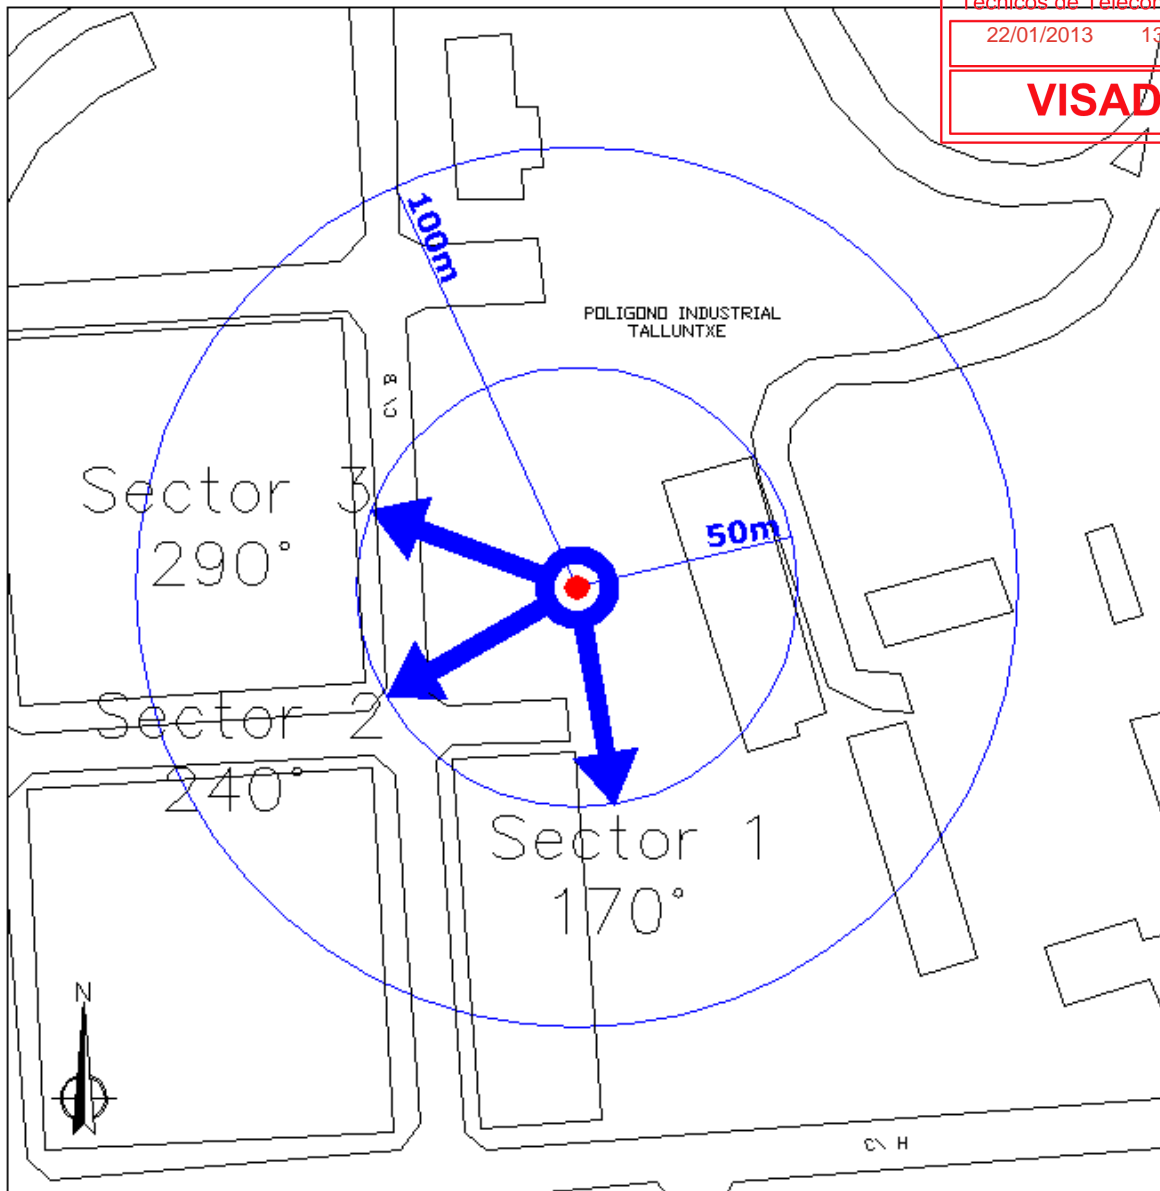 22/01/2013
VISAD
100m
POLIGONO INDUSTRIAL
TALLUNTXE
C\ B
Sector 3
290°
50m
Sector 2
240°
Sector 1
170°
N
C\ H